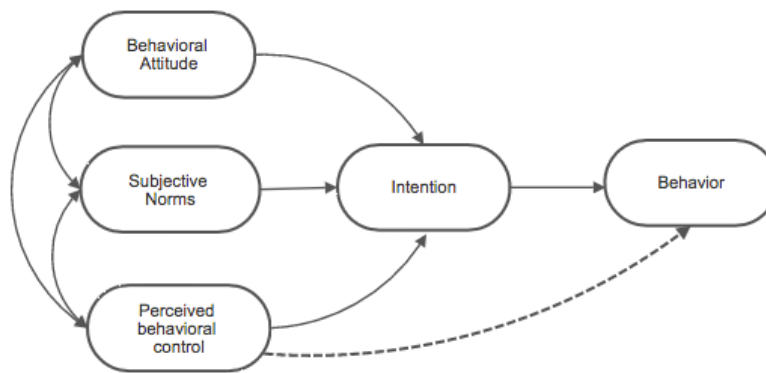 Behavioral
Attitude
Subjective
Norms
Intention
Behavior
Perceived
behavioral
control